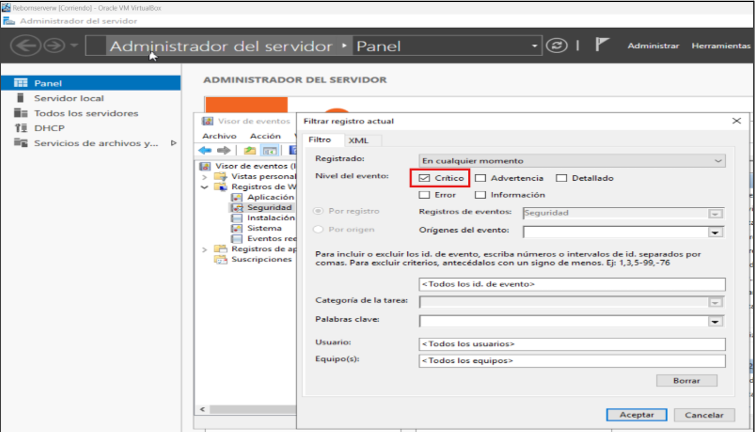 Rebornservene [Corriendo] - Oracle VM VirtualBox
Administrador del servidor
Administrador del servidor ‣ Panel
Administrar Herramientas
Panel
Servidor local
Todos los servidores
DHCP
Servicios de archivos y...
ADMINISTRADOR DEL SERVIDOR
Visor de eventos
Archivo Acción
Visor de eventos (l
Vistas personal
Registros de W
Aplicación
Seguridad
Instalación
Sistema
Eventos ree
Registros de ap
Suscripciones
Filtrar registro actual
Filtro XML
Registrado: En cualquier momento
Nivel del evento: Crítico Advertencia Detallado
Error Información
Por registro Registros de eventos: Seguridad
Por origen Orígenes del evento:
Para incluir o excluir los id. de evento, escriba números o intervalos de id. separados por
comas. Para excluir criterios, antecédalos con un signo de menos. Ej: 1,3,5-99,-76
<Todos los id. de evento>
Categoría de la tarea:
Palabras clave:
Usuario: <Todos los usuarios>
Equipo(s): <Todos los equipos>
Borrar
Aceptar Cancelar